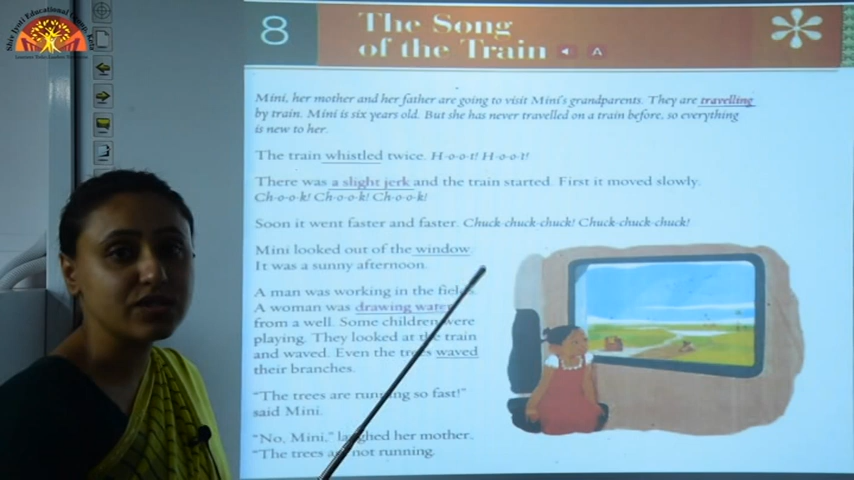 Shiv Jyoti Educational Group, Kota
8
The Song
of the Train
A
Mini, her mother and her father are going to visit Mini's grandparents. They are travelling
by train. Mini is six years old. But she has never travelled on a train before, so everything
is new to her.
The train whistled twice. H-o-o-t! H-o-o-t!
There was a slight jerk and the train started. First it moved slowly.
Ch-o-o-k! Ch-o-o-k! Ch-o-o-k!
Soon it went faster and faster. Chuck-chuck-chuck! Chuck-chuck-chuck!
Mini looked out of the window.
It was a sunny afternoon.
A man was working in the fields.
A woman was drawing water
from a well. Some children were
playing. They looked at the train
and waved. Even the trees waved
their branches.
"The trees are running so fast!"
said Mini.
"No, Mini," laughed her mother.
"The trees are not running.